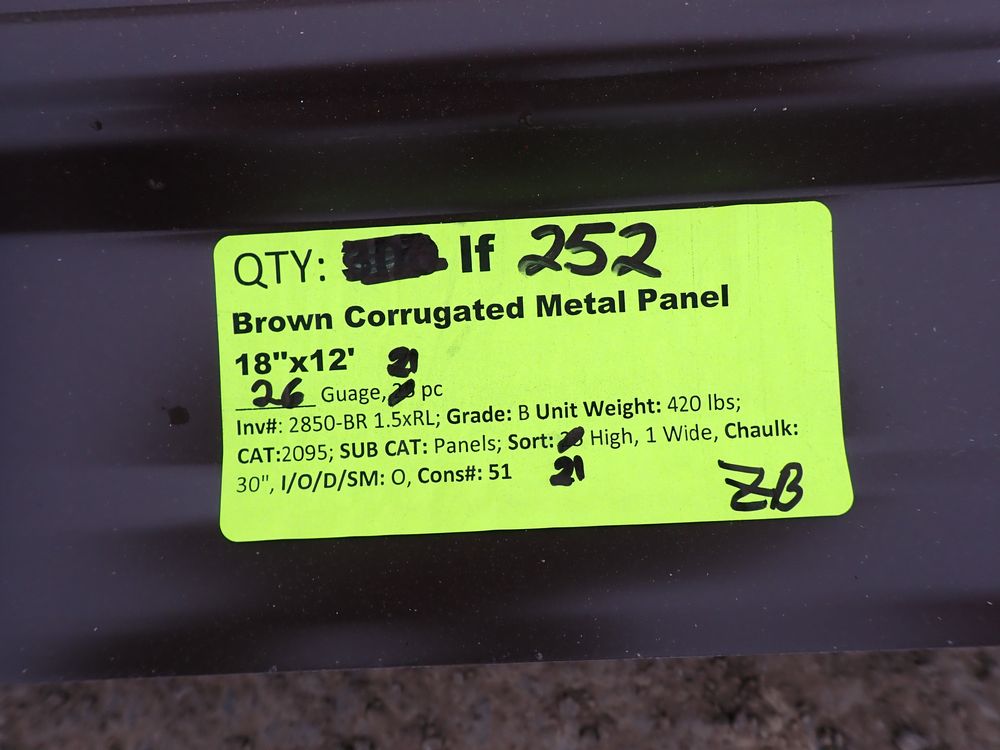 QTY: lf 252
Brown Corrugated Metal Panel
18"x12' 21
26 Guage, pc
Inv#: 2850-BR 1.5xRL; Grade: B Unit Weight: 420 lbs;
CAT:2095; SUB CAT: Panels; Sort: High, 1 Wide, Chaulk:
30", I/O/D/SM: O, Cons#: 51 21
ZB